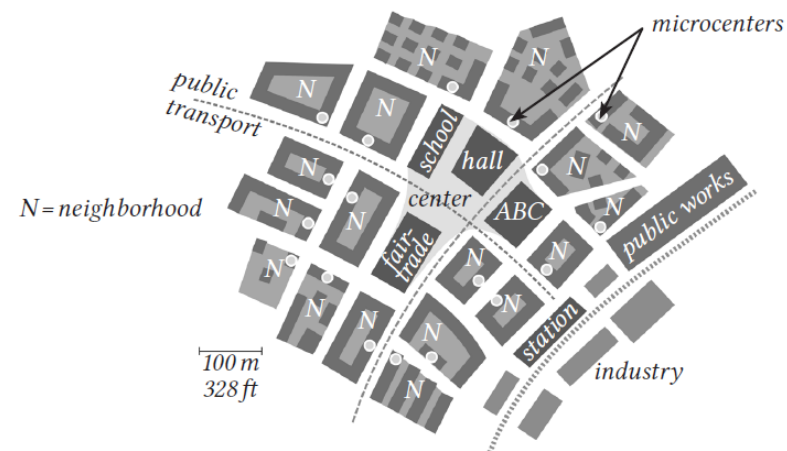 microcenters
N
N
N
public
transport
N
N
N
school
hall
N
N
center
ABC
public works
N = neighborhood
N
N
N
fair-
trade
N
N
N
N
N
N
station
N
100 m
328 ft
industry
N